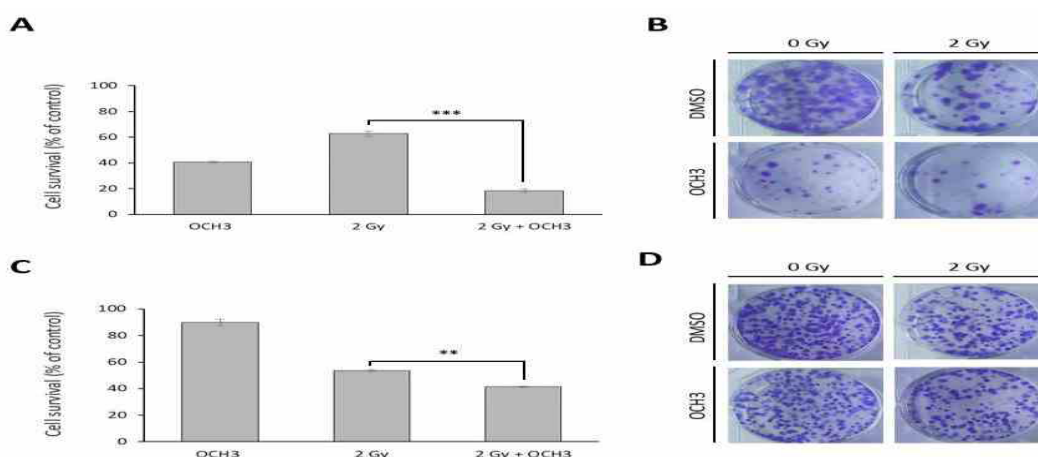 A
Cell survival (% of control)
100
80
60
40
20
0
***
OCH3
2 Gy
2 Gy + OCH3
B
0 Gy
2 Gy
DMSO
OCH3
C
Cell survival (% of control)
100
80
60
40
20
0
**
OCH3
2 Gy
2 Gy + OCH3
D
0 Gy
2 Gy
DMSO
OCH3